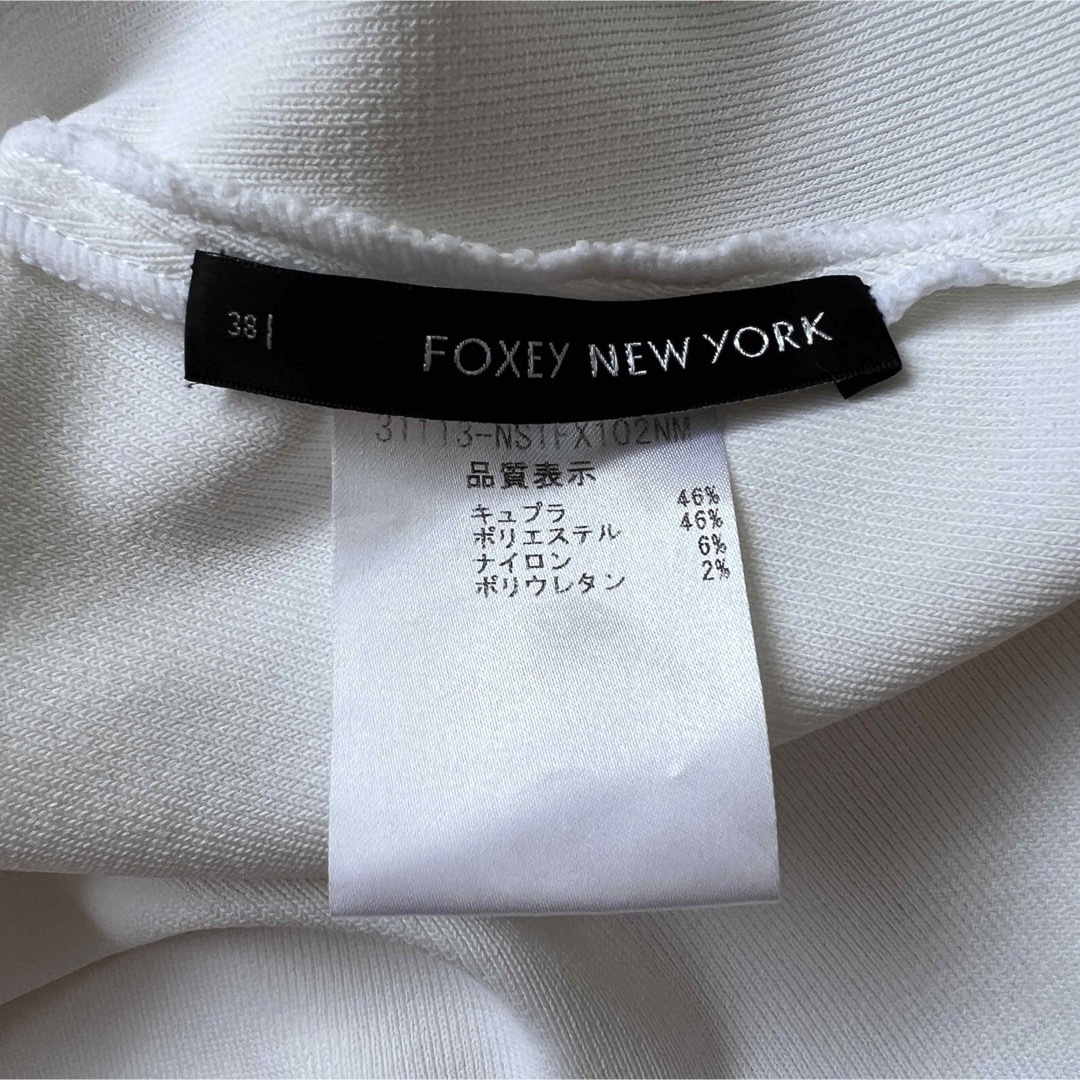 38
FOXEY NEW YORK
31113-NSTFX102NM
品質表示
キュプラ 46%
ポリエステル 46%
ナイロン 6%
ポリウレタン 2%